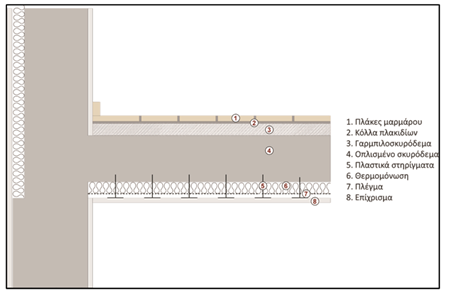 1
2
3
4
5
6
7
8
1. Πλάκες μαρμάρου
2. Κόλλα πλακιδίων
3. Γαρμπιλοσκυρόδεμα
4. Οπλισμένο σκυρόδεμα
5. Πλαστικά στηρίγματα
6. Θερμομόνωση
7. Πλέγμα
8. Επίχρισμα